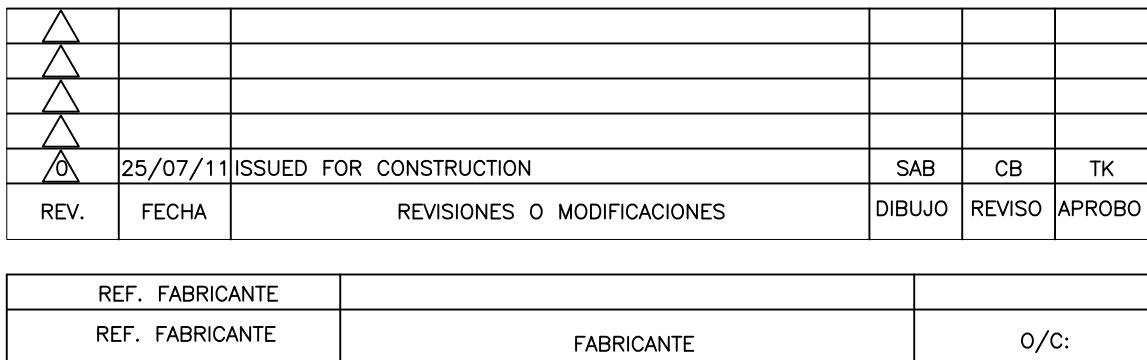 0 25/07/11 ISSUED FOR CONSTRUCTION SAB CB TK
REV. FECHA REVISIONES O MODIFICACIONES DIBUJO REVISO APROBO
REF. FABRICANTE
REF. FABRICANTE FABRICANTE O/C: